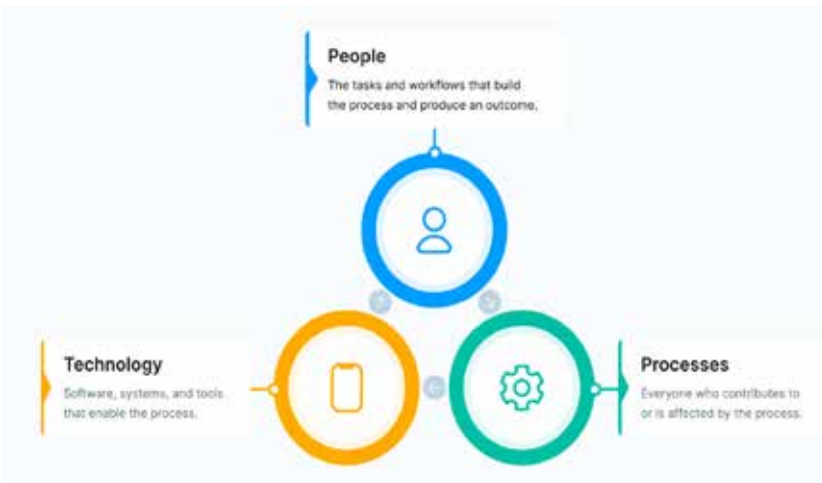 People
The tasks and workflows that build
the process and produce an outcome.
Technology
Software, systems, and tools
that enable the process.
Processes
Everyone who contributes to
or is affected by the process.